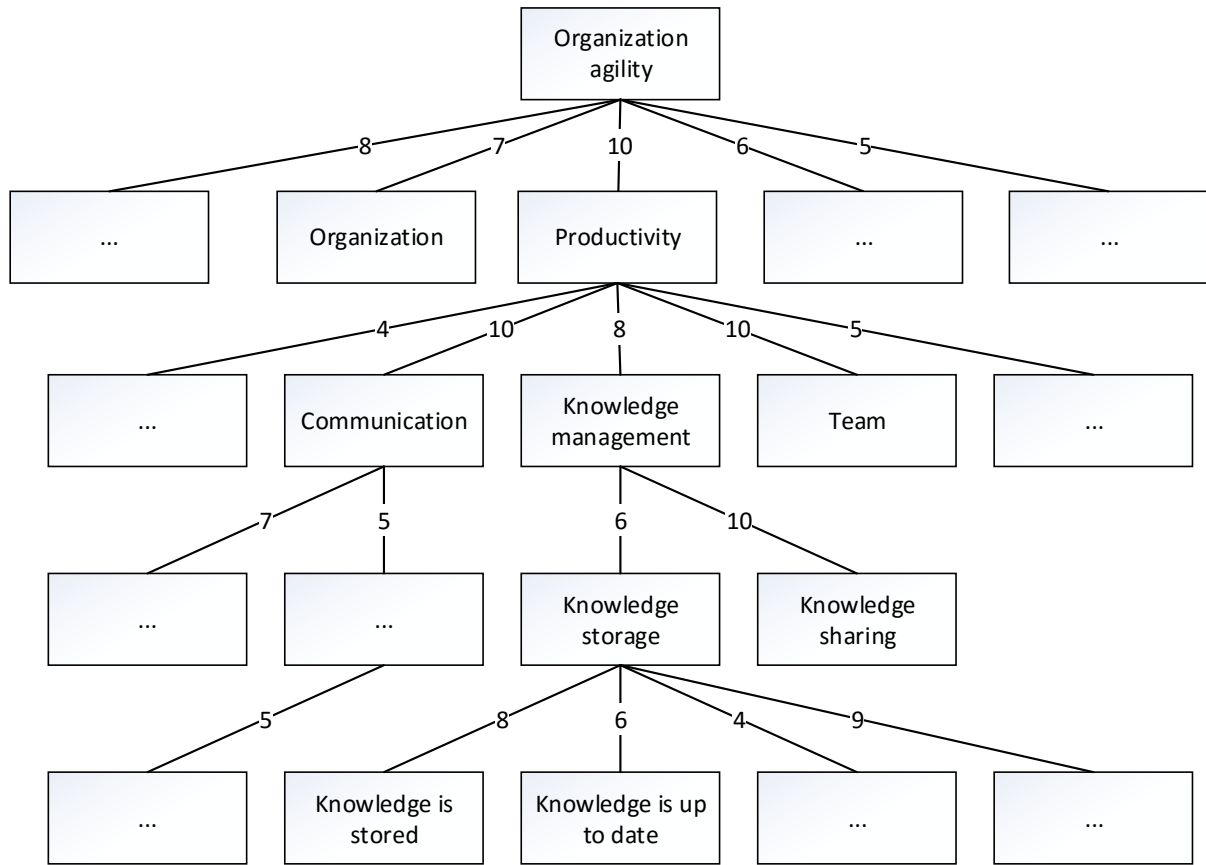 Organization
agility
8
7
10
6
5
...
Organization
Productivity
...
...
4
10
8
10
5
...
Communication
Knowledge
management
Team
...
7
5
6
10
...
...
Knowledge
storage
Knowledge
sharing
5
8
6
4
9
...
Knowledge is
stored
Knowledge is up
to date
...
...